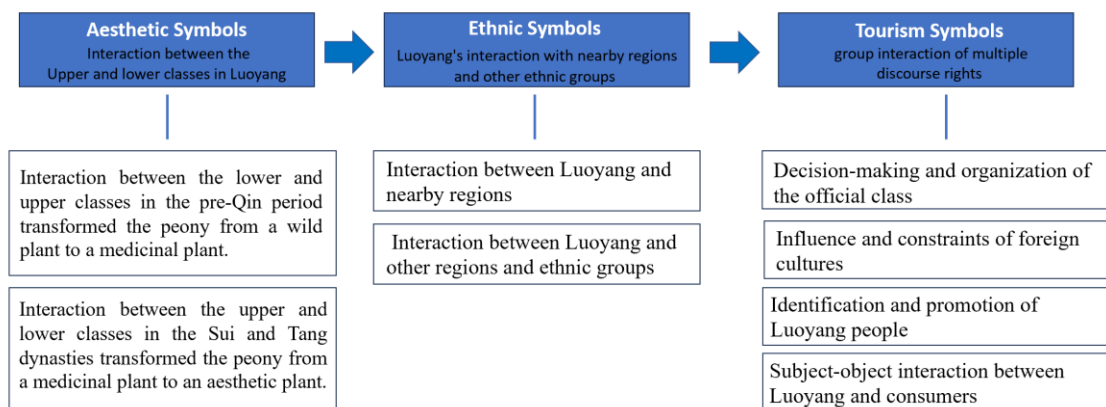 Aesthetic Symbols
Interaction between the
Upper and lower classes in Luoyang
Interaction between the lower and
upper classes in the pre-Qin period
transformed the peony from a wild
plant to a medicinal plant.
Interaction between the upper and
lower classes in the Sui and Tang
dynasties transformed the peony from
a medicinal plant to an aesthetic plant.
Ethnic Symbols
Luoyang's interaction with nearby regions
and other ethnic groups
Interaction between Luoyang and
nearby regions
Interaction between Luoyang and
other regions and ethnic groups
Tourism Symbols
group interaction of multiple
discourse rights
Decision-making and organization of
the official class
Influence and constraints of foreign
cultures
Identification and promotion of
Luoyang people
Subject-object interaction between
Luoyang and consumers